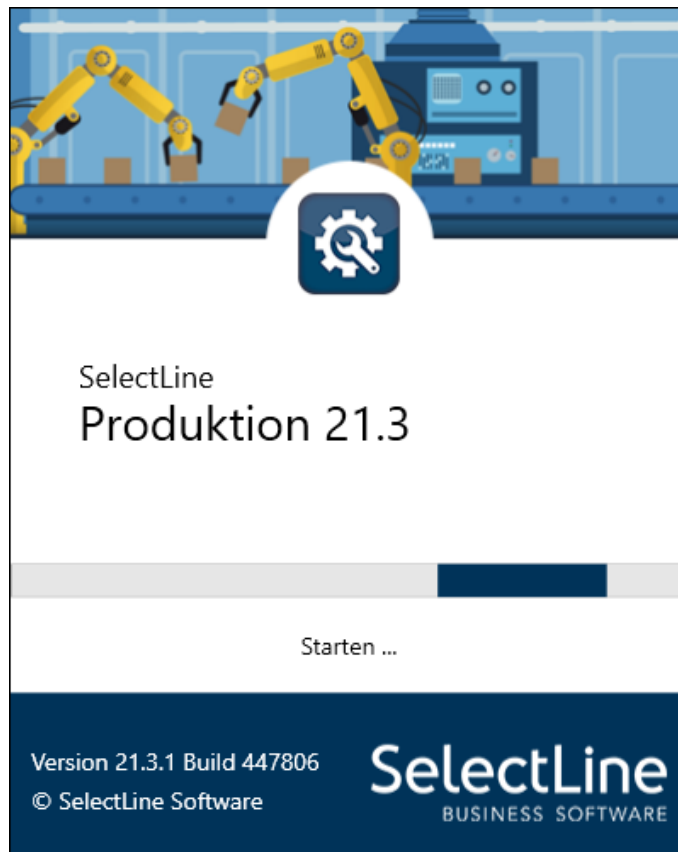 SelectLine
Produktion 21.3
Starten ...
Version 21.3.1 Build 447806
© SelectLine Software
SelectLine
BUSINESS SOFTWARE